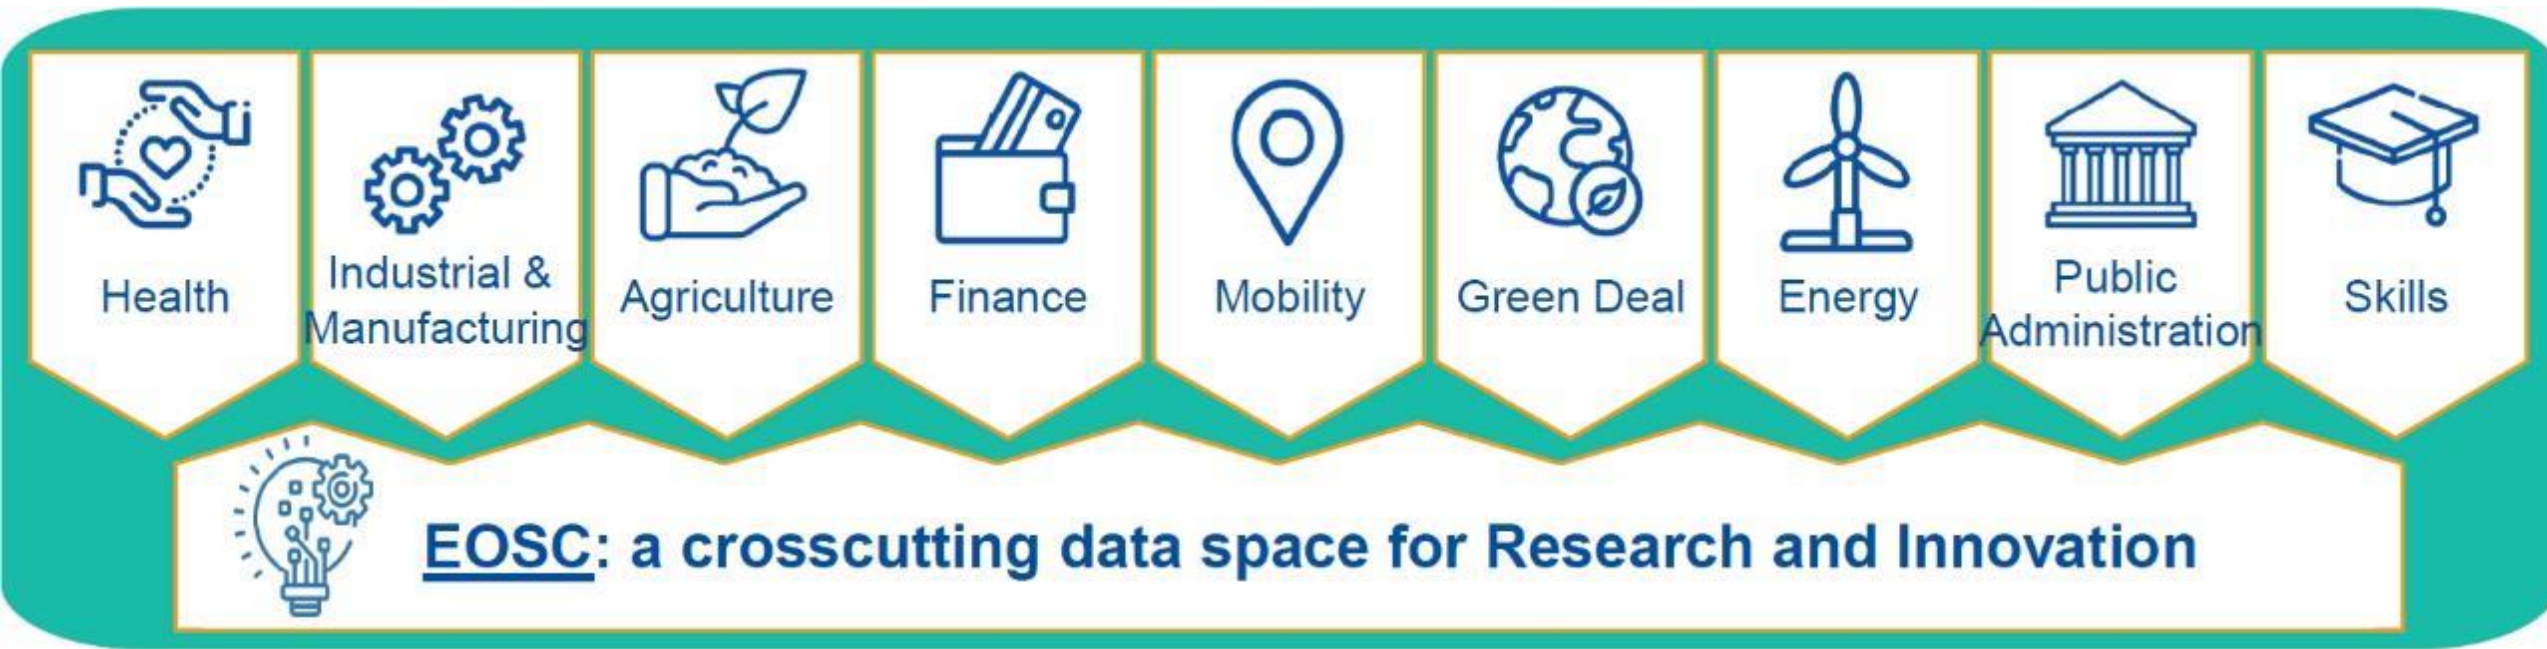 Health
Industrial &
Manufacturing
Agriculture
Finance
Mobility
Green Deal
Energy
Public
Administration
Skills
EOSC: a crosscutting data space for Research and Innovation